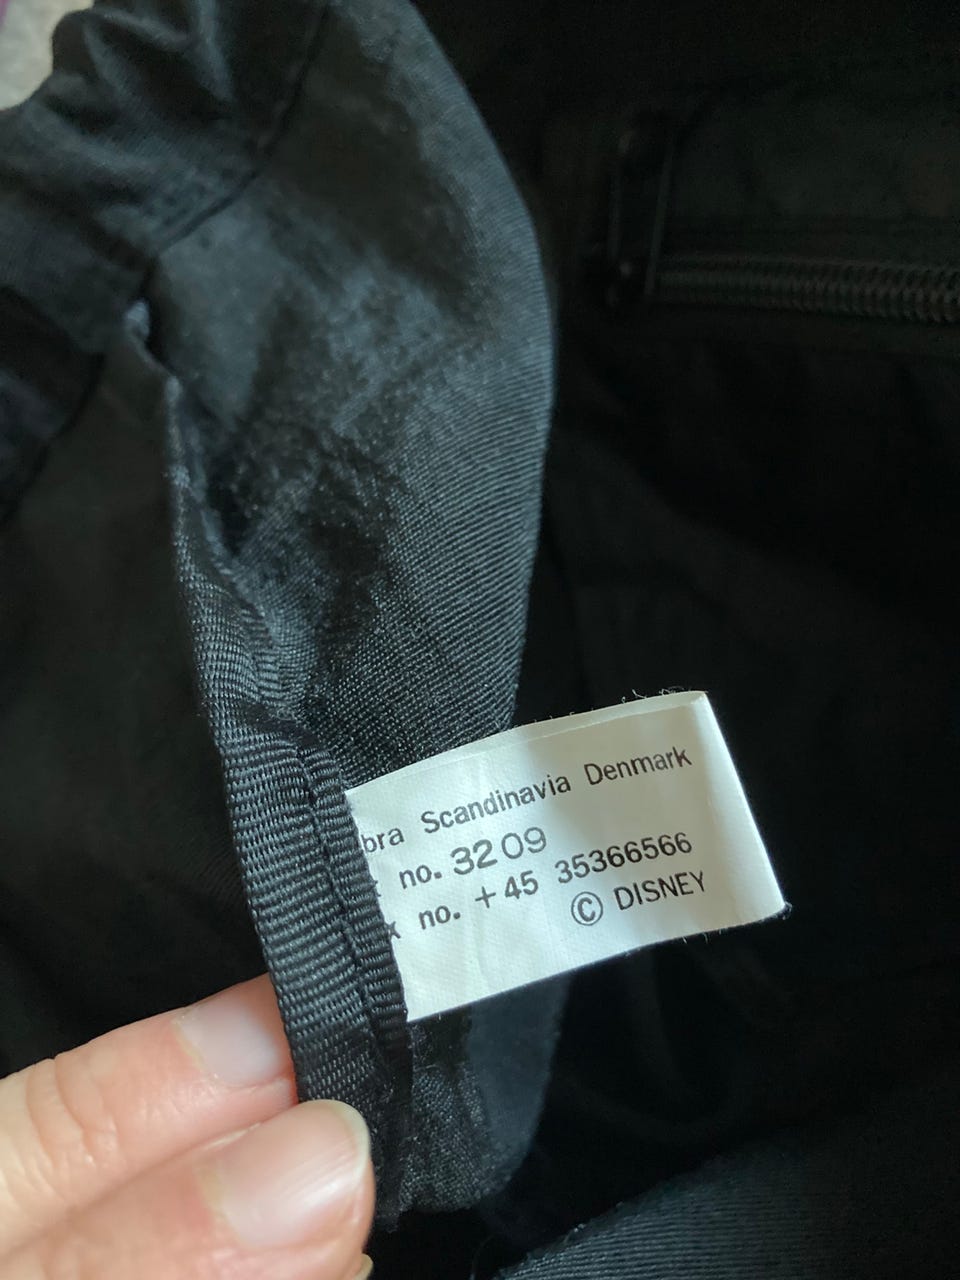 bra Scandinavia Denmark
no. 3209
x no. +45 35366566
© DISNEY